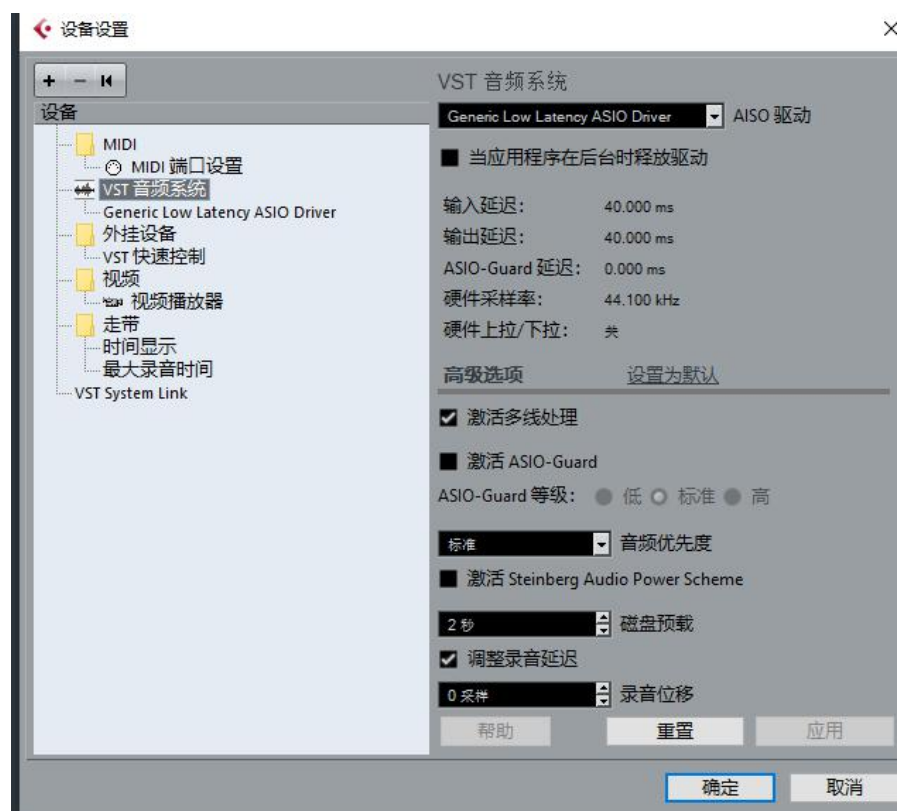 设备设置
设备
MIDI
MIDI 端口设置
VST 音频系统
Generic Low Latency ASIO Driver
外挂设备
VST 快速控制
视频
视频播放器
走带
时间显示
最大录音时间
VST System Link
VST 音频系统
Generic Low Latency ASIO Driver AISO 驱动
当应用程序在后台时释放驱动
输入延迟: 40.000 ms
输出延迟: 40.000 ms
ASIO-Guard 延迟: 0.000 ms
硬件采样率: 44.100 kHz
硬件上拉/下拉: 关
高级选项 设置为默认
激活多线处理
激活 ASIO-Guard
ASIO-Guard 等级: 低 标准 高
标准 音频优先度
激活 Steinberg Audio Power Scheme
2 秒 磁盘预载
调整录音延迟
0 采样 录音位移
帮助 重置 应用
确定 取消